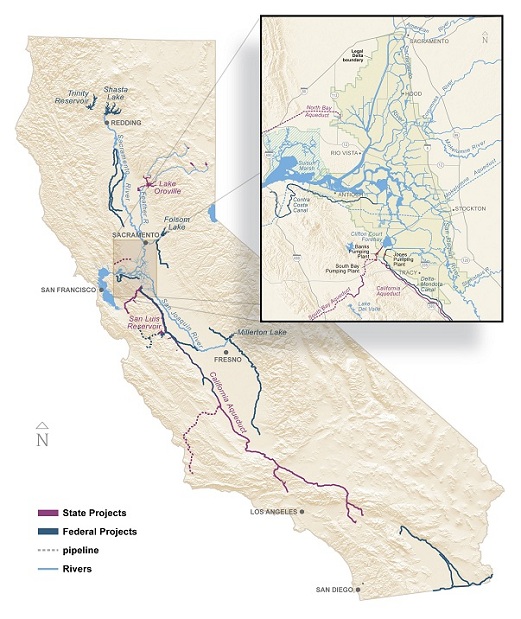 Trinity
Reservoir
Shasta
Lake
REDDING
Sacramento River
Lake
Oroville
Feather R.
Folsom
Lake
SACRAMENTO
SAN FRANCISCO
San Luis
Reservoir
San Joaquin River
Millerton Lake
FRESNO
California Aqueduct
LOS ANGELES
SAN DIEGO
N
State Projects
Federal Projects
pipeline
Rivers
American
River
SACRAMENTO
N
Legal
Delta
boundary
Sacramento
HOOD
River
North Bay
Aqueduct
RIO VISTA
Suisun
Marsh
Mokelumne Aqueduct
ANTIOCH
Contra
Costa
Canal
STOCKTON
Clifton Court
Forebay
Banks
Pumping
Plant
Jones
Pumping
Plant
South Bay
Pumping Plant
TRACY
Delta
Mendota
Canal
California
Aqueduct
South Bay Aqueduct
Lake
Del Valle